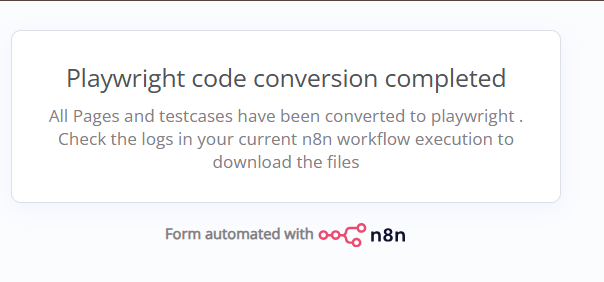 Playwright code conversion completed
All Pages and testcases have been converted to playwright .
Check the logs in your current n8n workflow execution to
download the files
Form automated with n8n